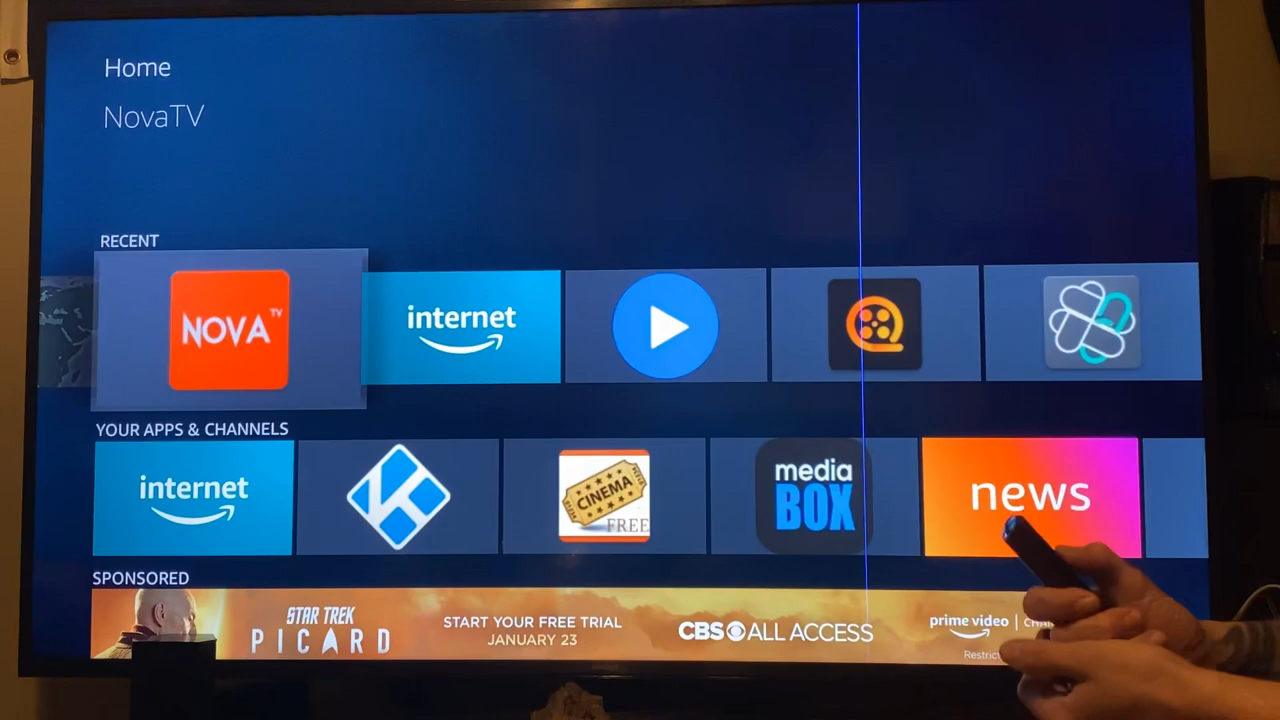 Home
NovaTV
RECENT
NOVA TV
internet
YOUR APPS & CHANNELS
internet
CINEMA
FREE
media
BOX
news
SPONSORED
STAR TREK
PICARD
START YOUR FREE TRIAL
JANUARY 23
CBS ALL ACCESS
prime video